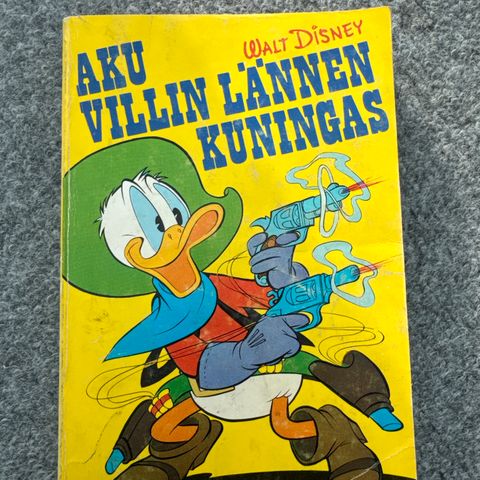 WALT DISNEY
AKU
VILLIN LÄNNEN
KUNINGAS